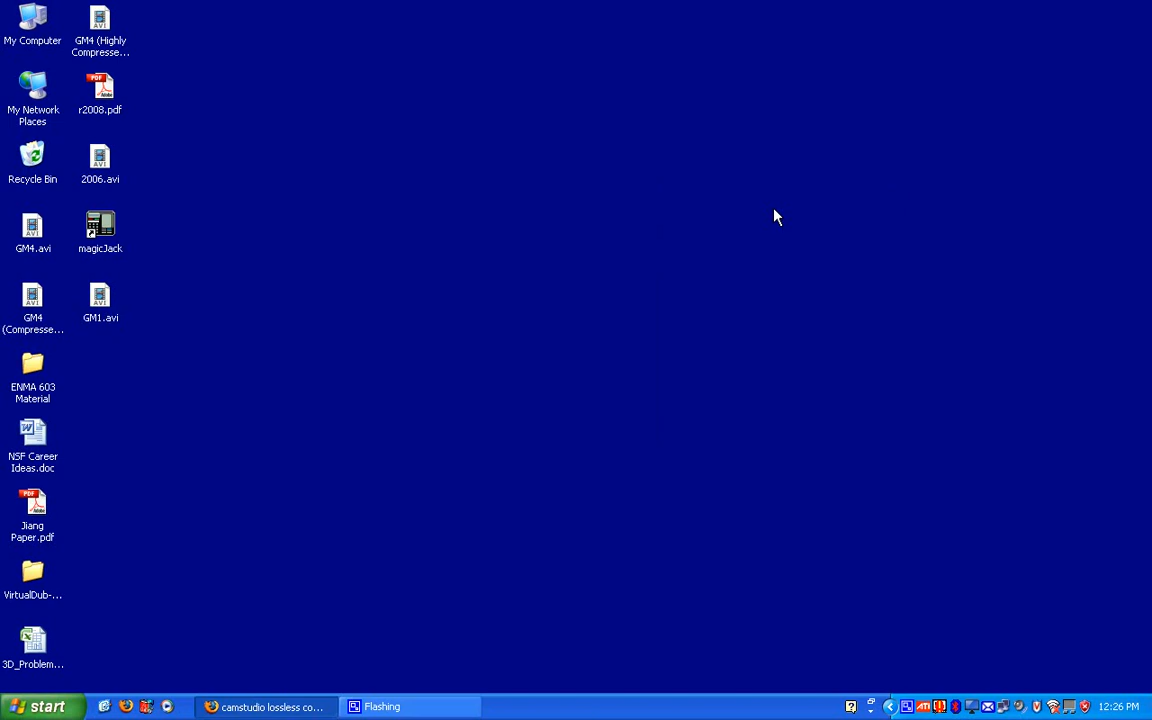 My Computer
GM4 (Highly
Compresse...
My Network
Places
r2008.pdf
Recycle Bin
2006.avi
GM4.avi
magicJack
GM4
(Compresse...
GM1.avi
ENMA 603
Material
NSF Career
Ideas.doc
Jiang
Paper.pdf
VirtualDub-...
3D_Problem...
start
camstudio lossless co...
Flashing
12:26 PM